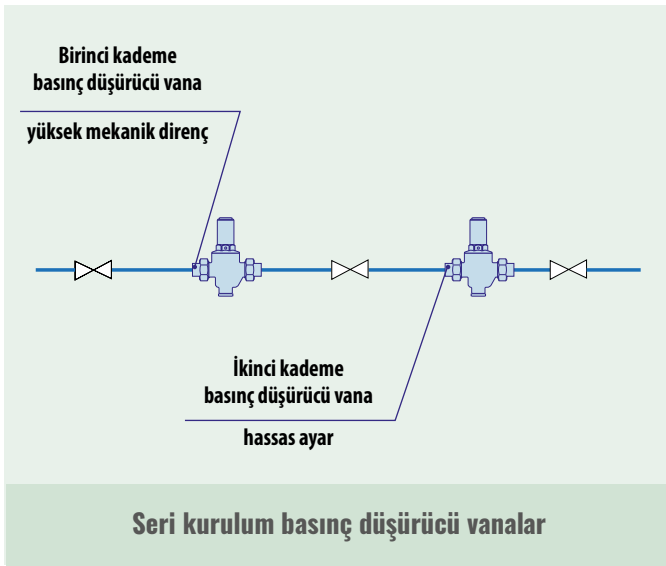 Birinci kademe
basınç düşürücü vana
yüksek mekanik direnç
İkinci kademe
basınç düşürücü vana
hassas ayar
Seri kurulum basınç düşürücü vanalar